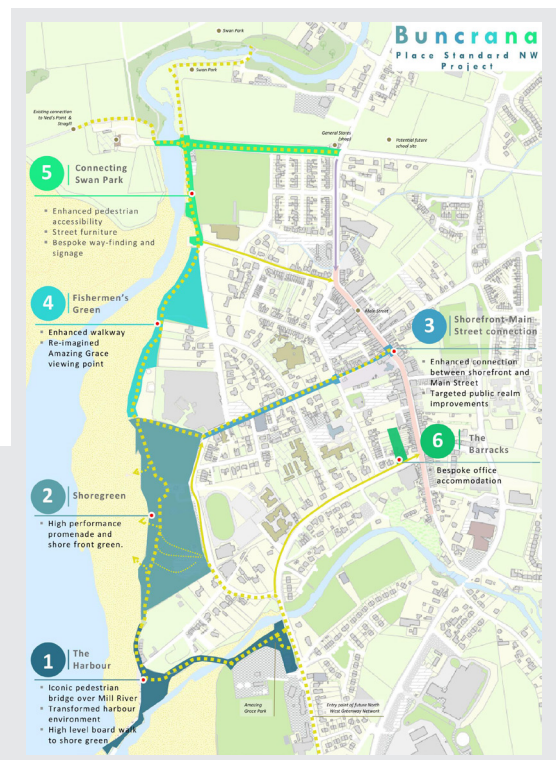 Buncrana
Place Standard NW
Project
Swan Park
Swan Park
Existing connection
to Ned's Point &
General Stores
Potential future
school site
5
Connecting
Swan Park
Enhanced pedestrian
accessibility
Street furniture
Bespoke way-finding and
signage
4
Fishermen's
Green
Enhanced walkway
Re-imagined
Amazing Grace
viewing point
Main Street
3
Shorefront-Main
Street connection
Enhanced connection
between shorefront and
Main Street
Targeted public realm
improvements
6
The
Barracks
Bespoke office
accommodation
2
Shoregreen
High performance
promenade and
shore front green.
1
The
Harbour
Iconic pedestrian
bridge over Mill River
Transformed harbour
environment
High level board walk
to shore green
Amazing
Grace Park
Entry point of future North
West Greenway Network